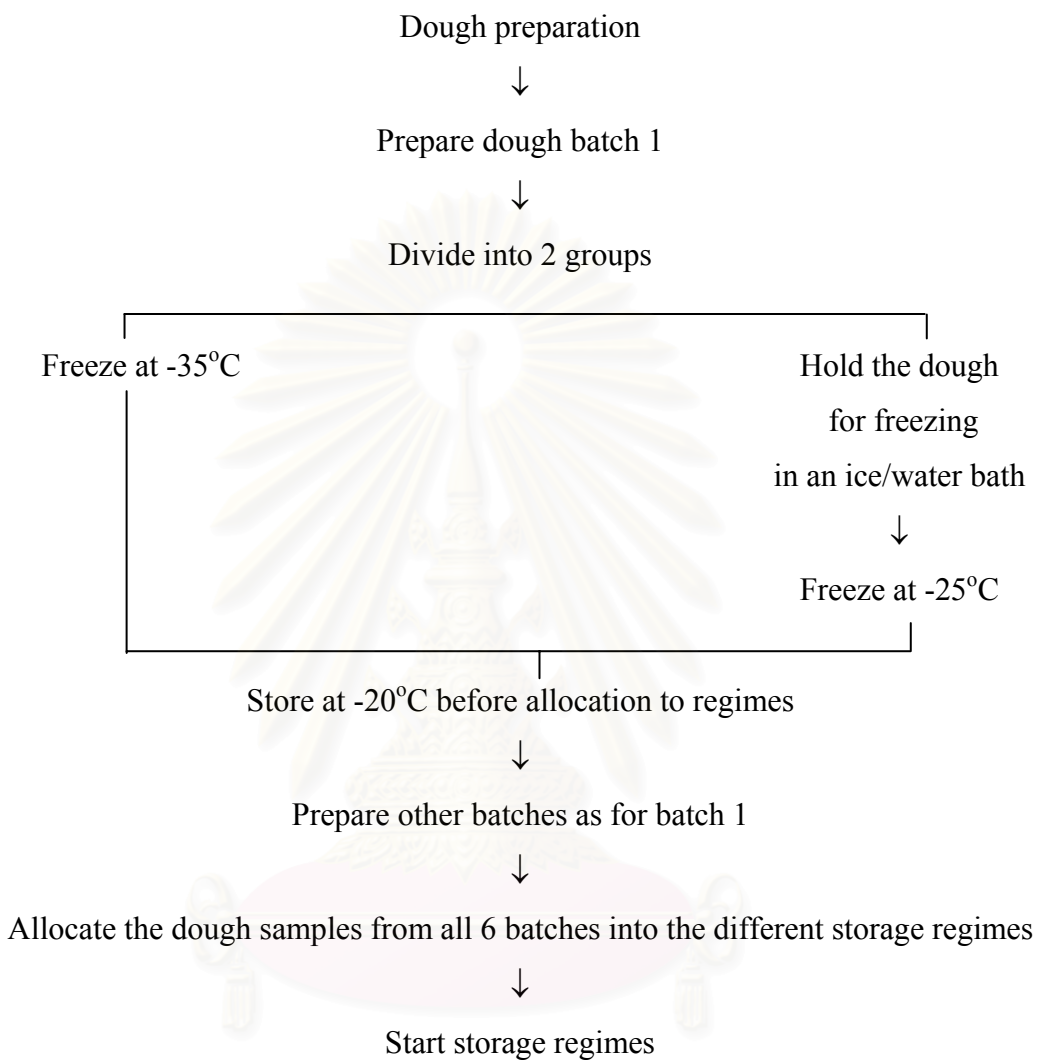 Dough preparation
↓
Prepare dough batch 1
↓
Divide into 2 groups
Freeze at -35°C
Hold the dough
for freezing
in an ice/water bath
↓
Freeze at -25°C
Store at -20°C before allocation to regimes
↓
Prepare other batches as for batch 1
↓
Allocate the dough samples from all 6 batches into the different storage regimes
↓
Start storage regimes